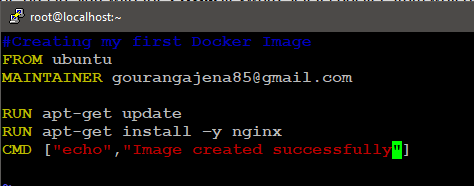 root@localhost:~
#Creating my first Docker Image
FROM ubuntu
MAINTAINER gourangajena85@gmail.com
RUN apt-get update
RUN apt-get install -y nginx
CMD ["echo","Image created successfully"]